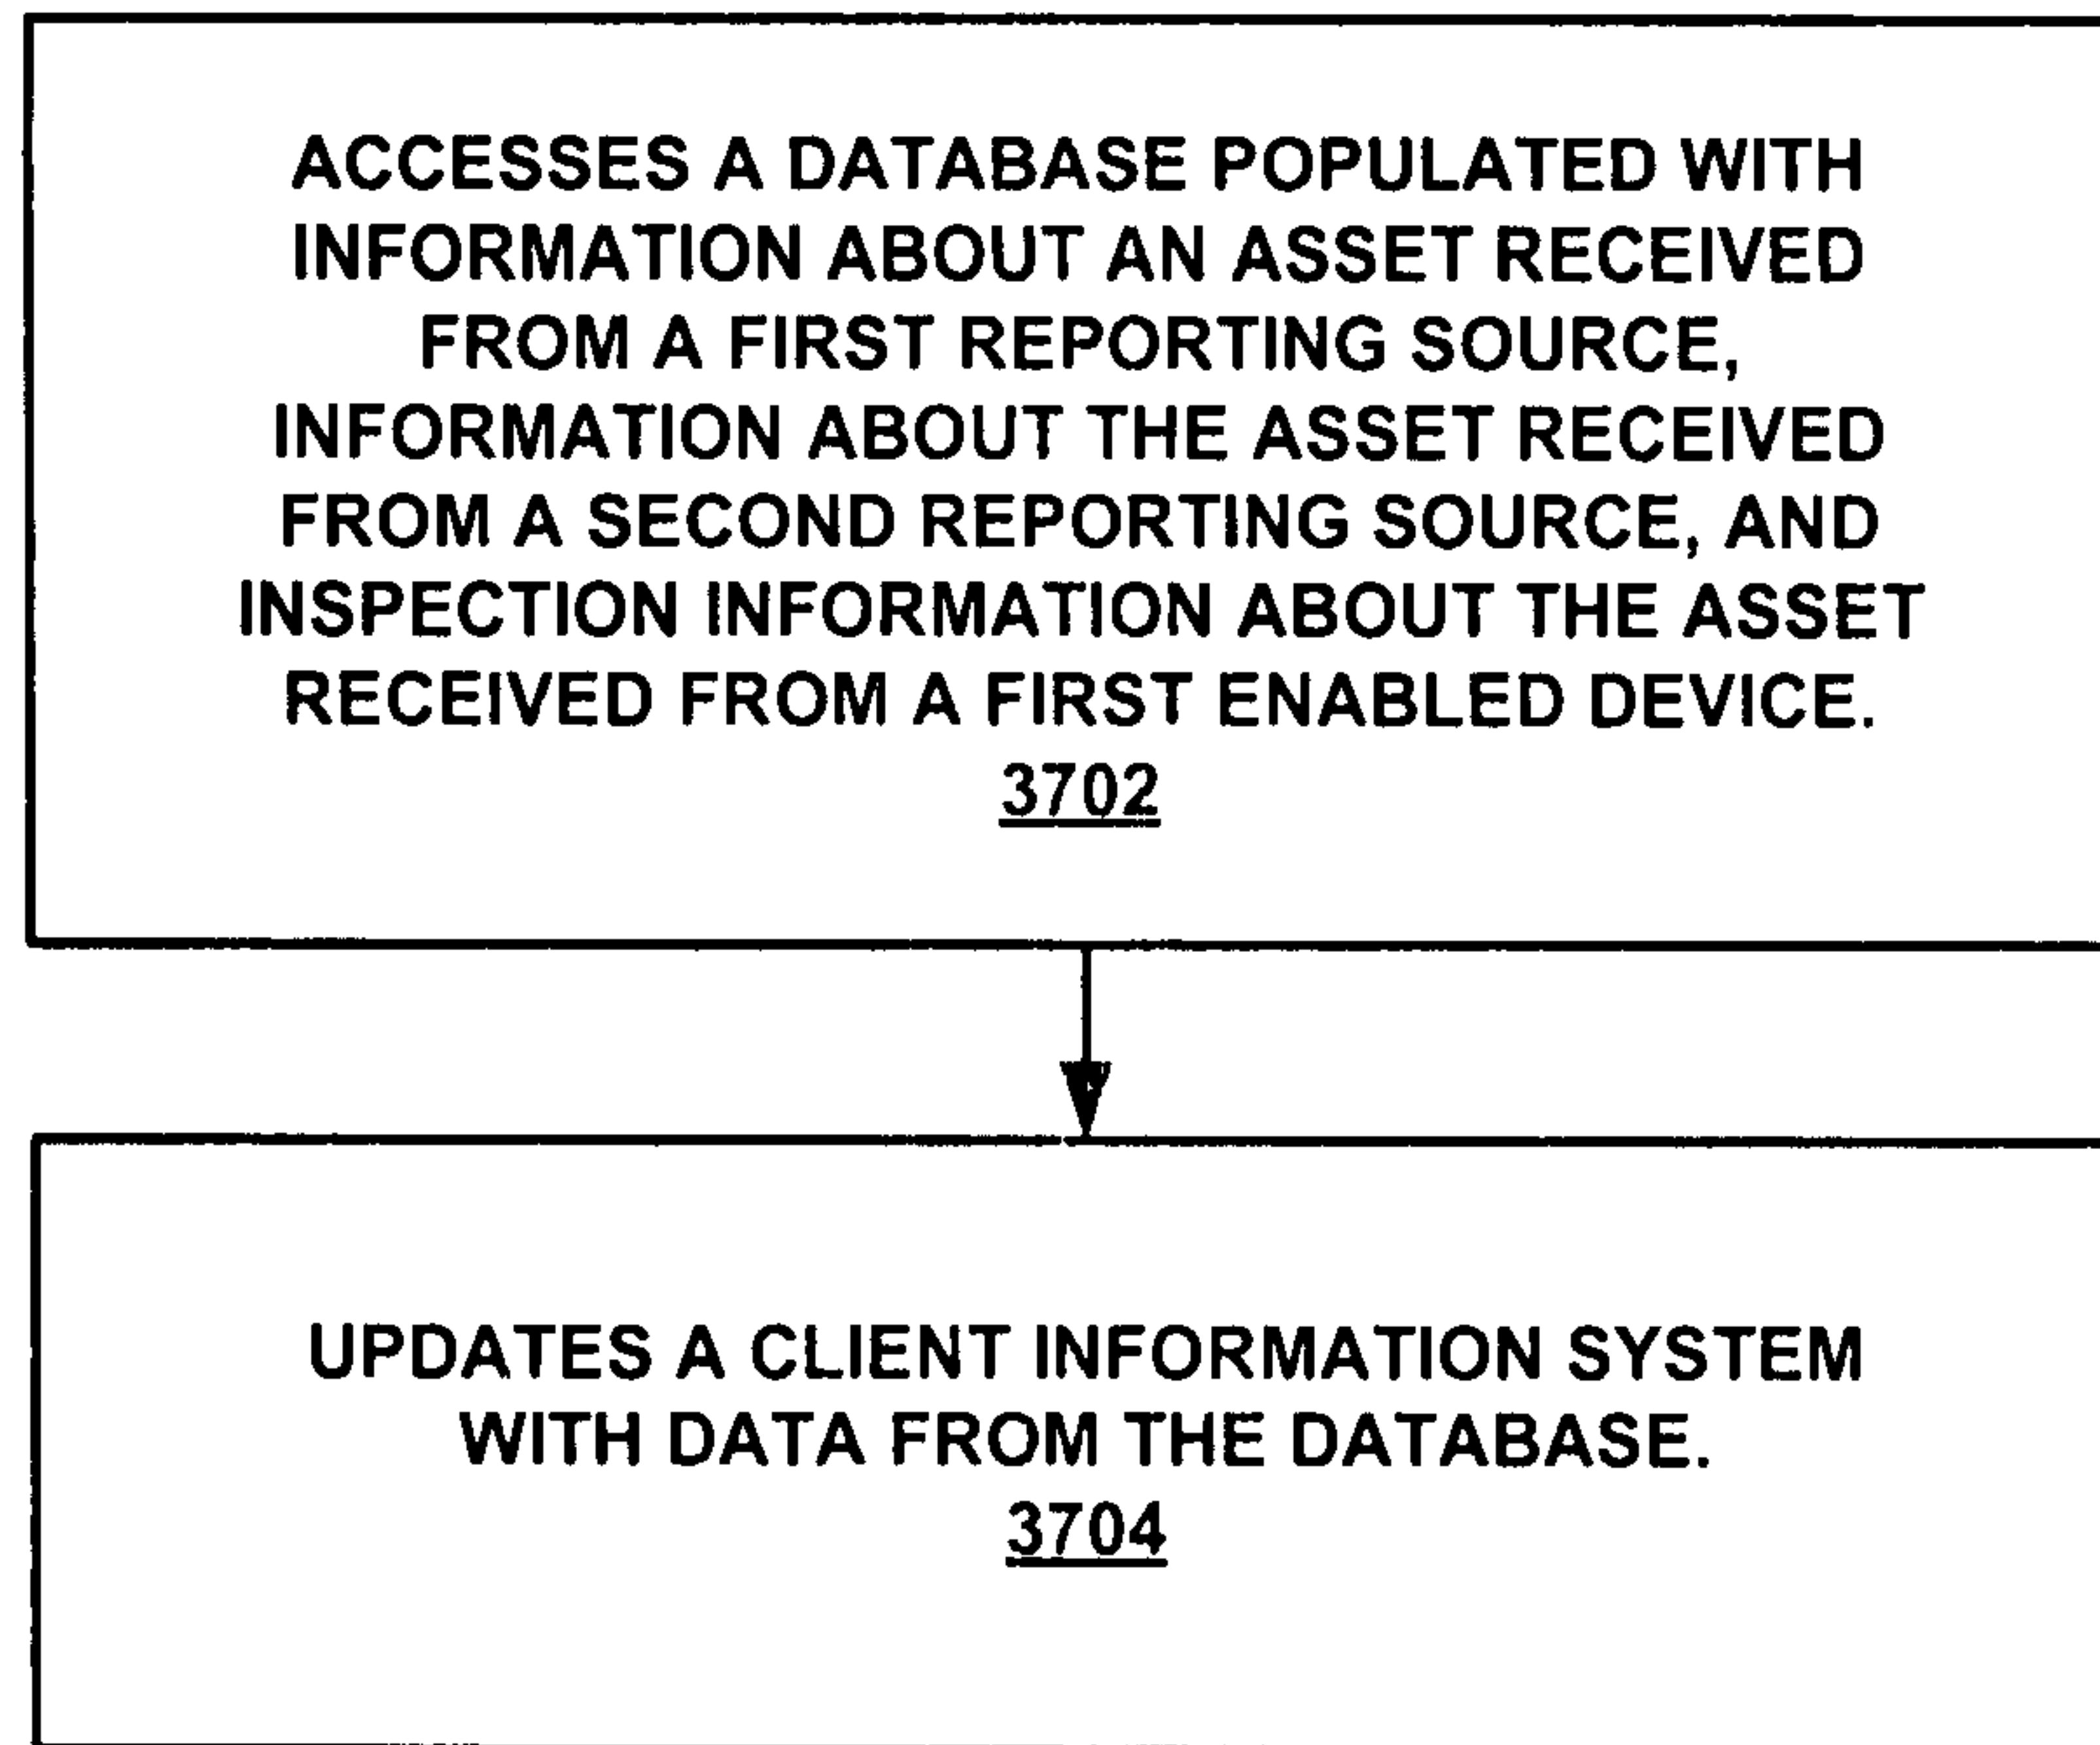 ACCESSES A DATABASE POPULATED WITH
INFORMATION ABOUT AN ASSET RECEIVED
FROM A FIRST REPORTING SOURCE,
INFORMATION ABOUT THE ASSET RECEIVED
FROM A SECOND REPORTING SOURCE, AND
INSPECTION INFORMATION ABOUT THE ASSET
RECEIVED FROM A FIRST ENABLED DEVICE.
3702
UPDATES A CLIENT INFORMATION SYSTEM
WITH DATA FROM THE DATABASE.
3704